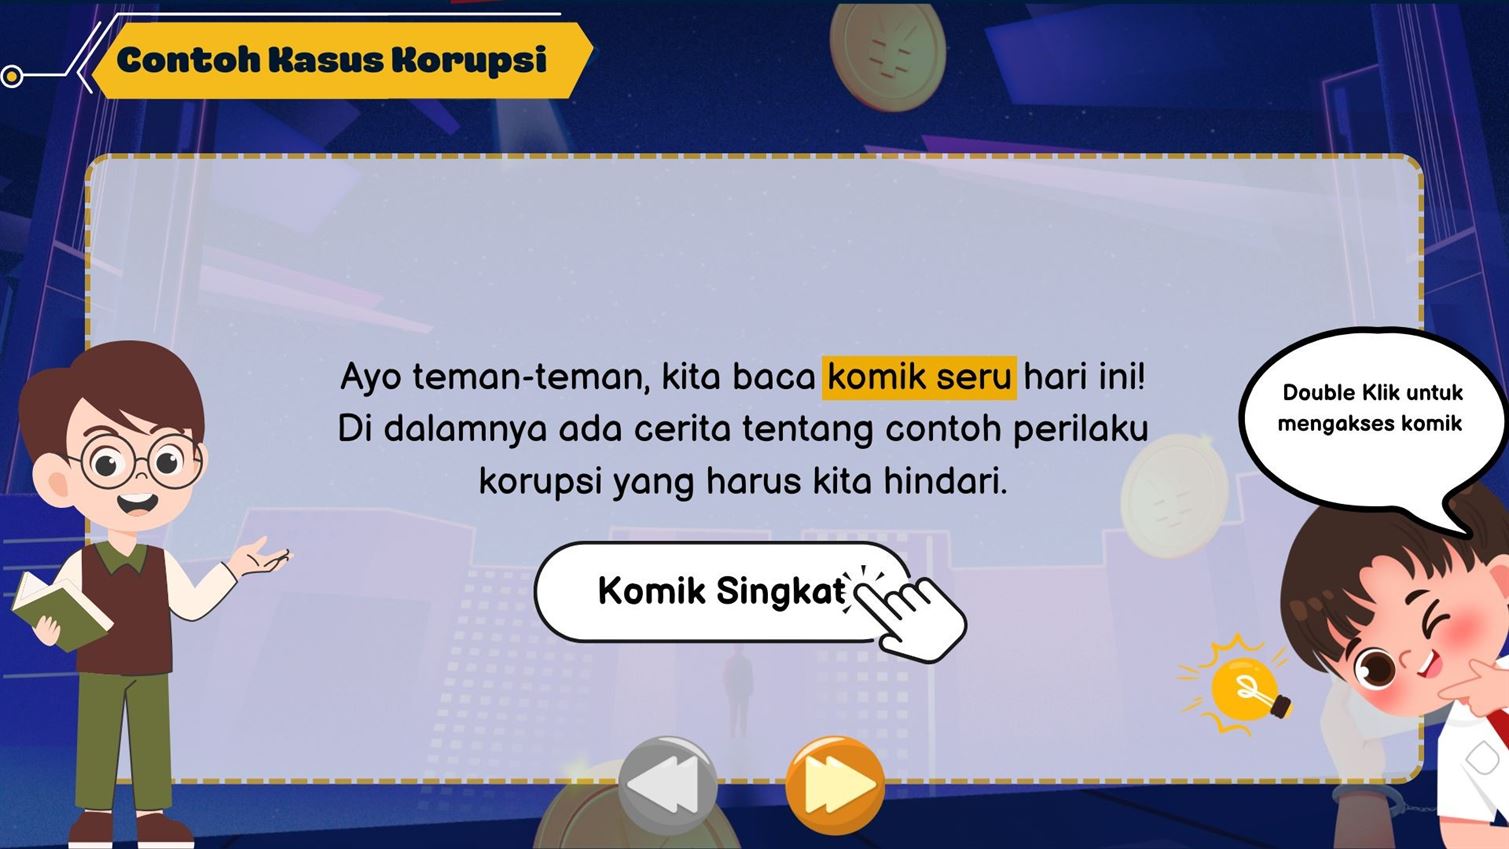 Contoh Kasus Korupsi
Ayo teman-teman, kita baca komik seru hari ini!
Di dalamnya ada cerita tentang contoh perilaku
korupsi yang harus kita hindari.
Double Klik untuk
mengakses komik
Komik Singkat